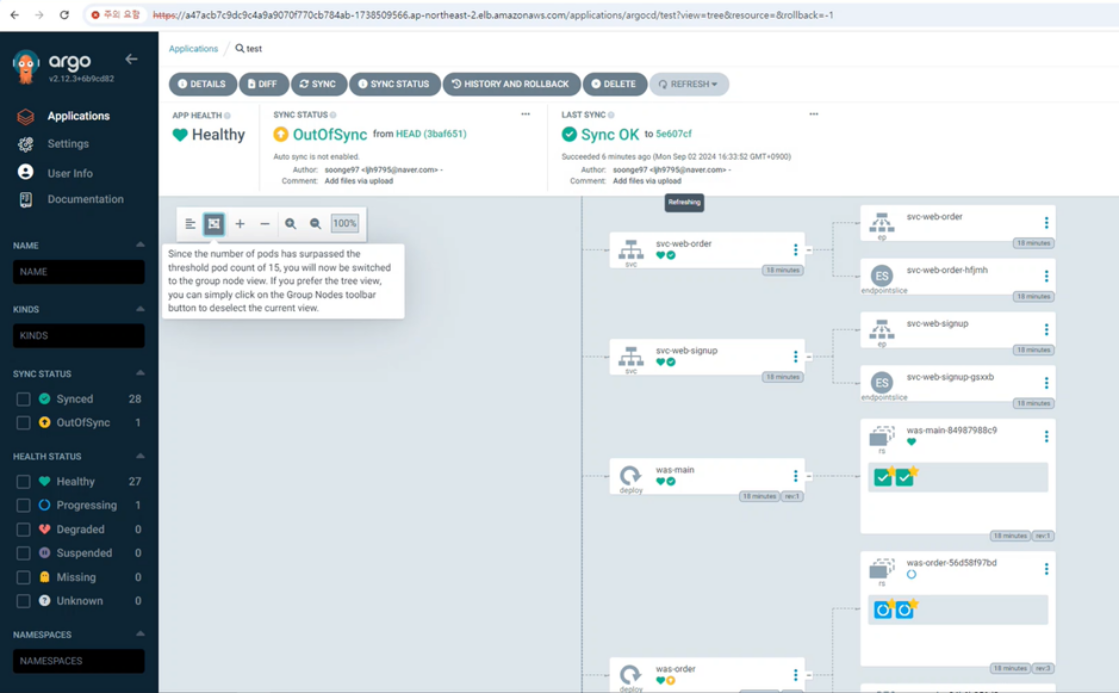 주의 요함
https://a47acb7c9dc9c4a9a9070f770cb784ab-1738509566.ap-northeast-2.elb.amazonaws.com/applications/argocd/test?view=tree&resource=&rollback=-1
argo
v2.12.3+6b9cd82
Applications
Settings
User Info
Documentation
NAME
NAME
KINDS
KINDS
SYNC STATUS
Synced 28
OutOfSync 1
HEALTH STATUS
Healthy 27
Progressing 1
Degraded 0
Suspended 0
Missing 0
Unknown 0
NAMESPACES
NAMESPACES
Applications / test
DETAILS DIFF SYNC SYNC STATUS HISTORY AND ROLLBACK DELETE REFRESH
APP HEALTH
Healthy
SYNC STATUS
OutOfSync from HEAD (3baf651)
Auto sync is not enabled.
Author: soonge97 <ljh9795@naver.com> -
Comment: Add files via upload
LAST SYNC
Sync OK to 5e607cf
Succeeded 6 minutes ago (Mon Sep 02 2024 16:33:52 GMT+0900)
Author: soonge97 <ljh9795@naver.com> -
Comment: Add files via upload
Refreshing
100%
Since the number of pods has surpassed the
threshold pod count of 15, you will now be switched
to the group node view. If you prefer the tree view,
you can simply click on the Group Nodes toolbar
button to deselect the current view.
svc-web-order
svc
18 minutes
svc-web-order
ep
18 minutes
ES
svc-web-order-hfjmh
endpointslice
18 minutes
svc-web-signup
svc
18 minutes
svc-web-signup
ep
18 minutes
ES
svc-web-signup-gsxxb
endpointslice
18 minutes
was-main
deploy
18 minutes rev:1
was-main-84987988c9
rs
18 minutes rev:1
was-order-56d58f97bd
rs
18 minutes rev:3
was-order
deploy